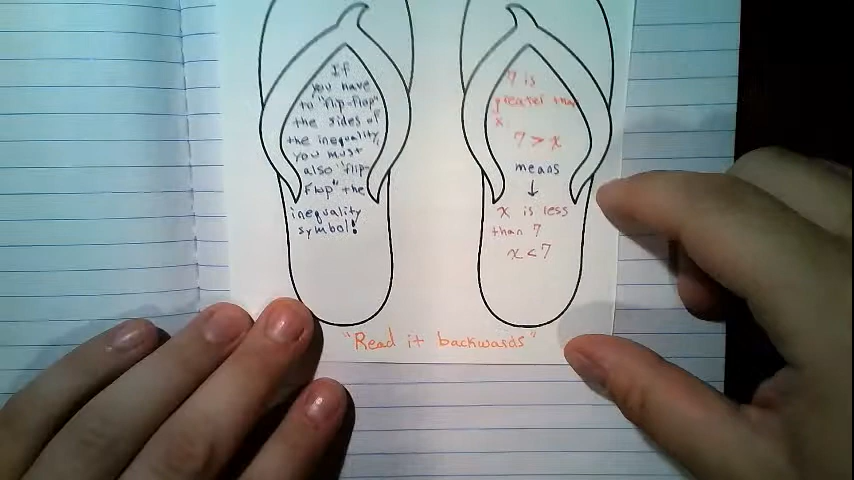 If
you have
to "flip-flop"
the sides of
the inequality,
you must
also "flip-
flop" the
inequality
symbol!
7 is
greater than
x.
7 > x
means
↓
x is less
than 7
x < 7
"Read it backwards"